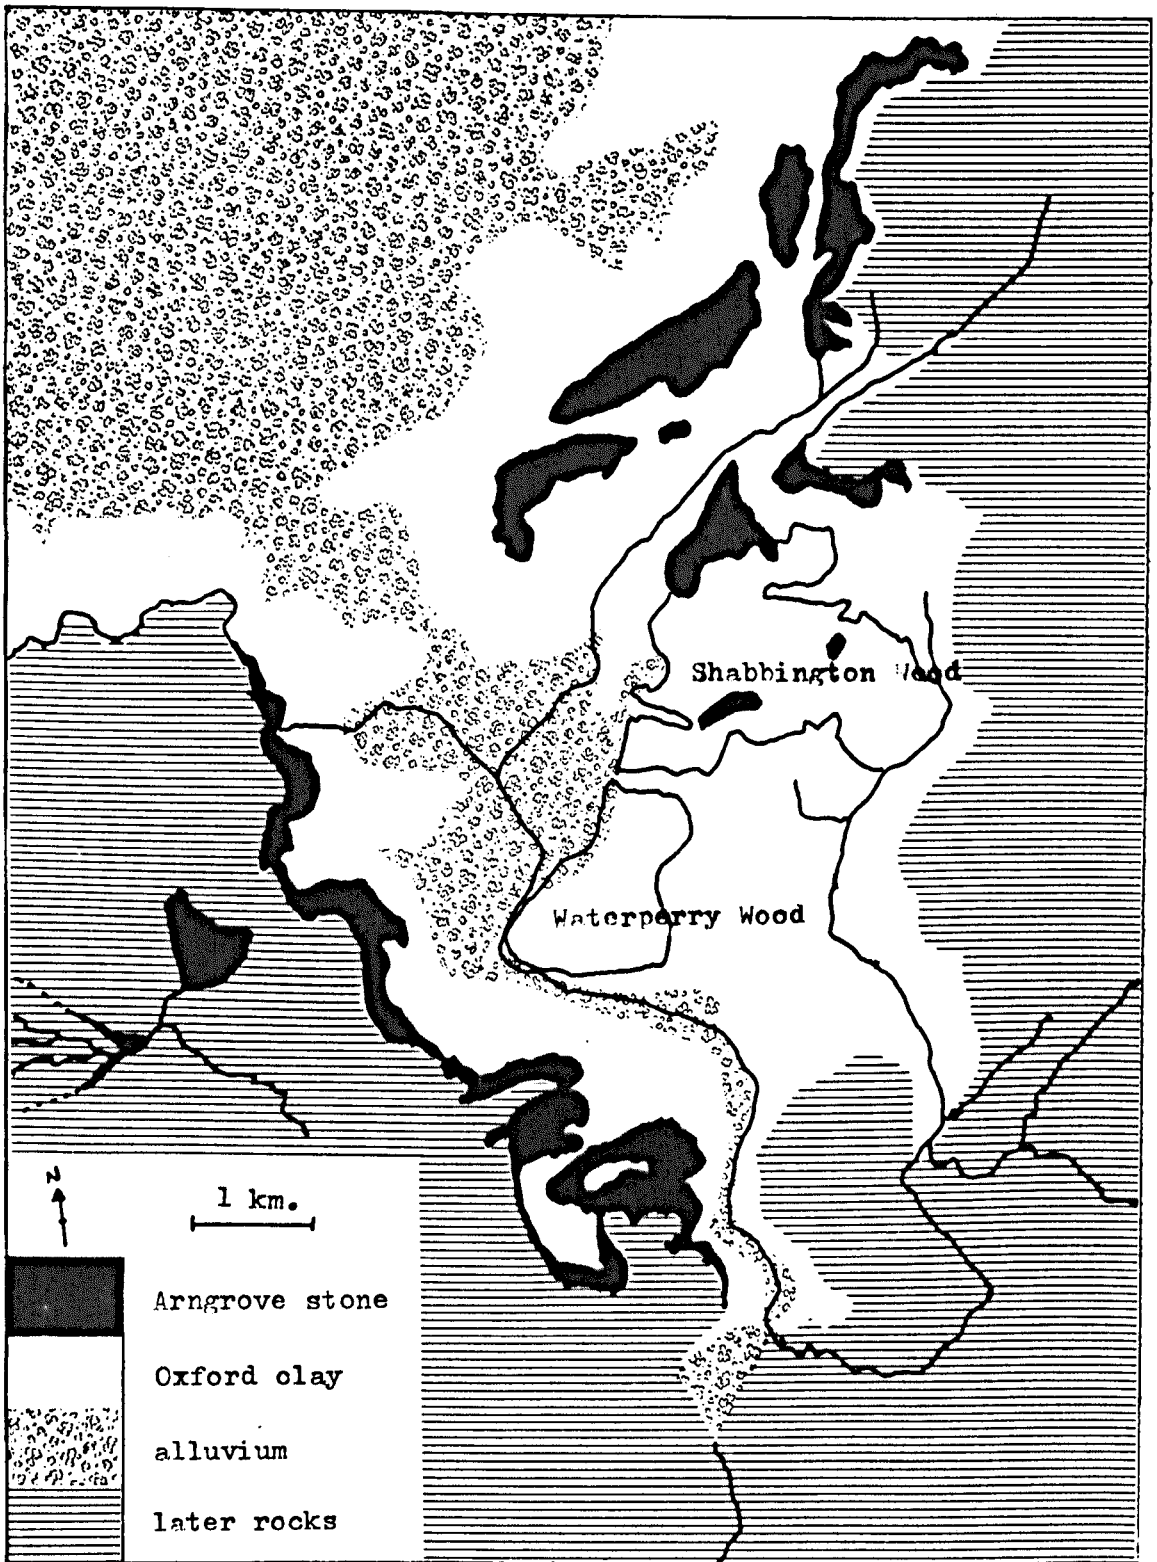 Shabbington Wood
Waterperry Wood
N
1 km.
Arngrove stone
Oxford clay
alluvium
later rocks